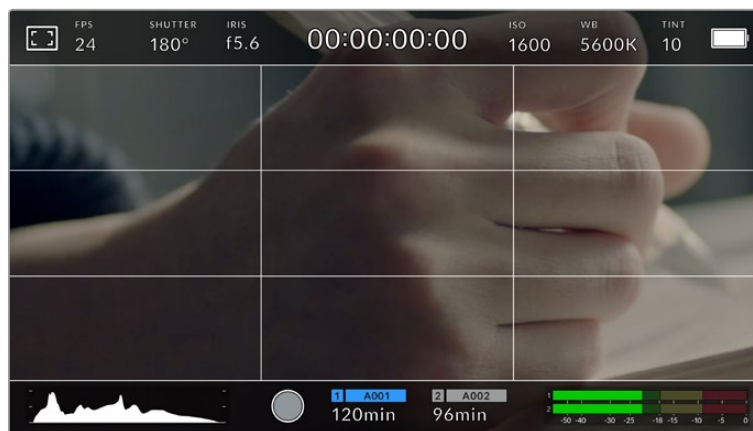 FPS SHUTTER IRIS ISO WB TINT
24 180° f5.6 00:00:00:00 1600 5600K 10
1 A001 2 A002 1
120min 96min 2
-50 -40 -30 -25 -18 -15 -10 -5 0